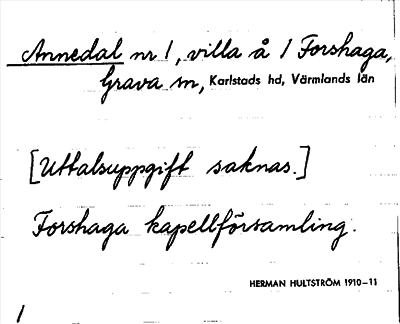 Annedal nr 1, villa å 1 Forshaga,
Grava sn, Karlstads hd, Värmlands län
[Uttalsuppgift saknas.]
Forshaga kapellförsamling.
HERMAN HULTSTRÖM 1910–11
1